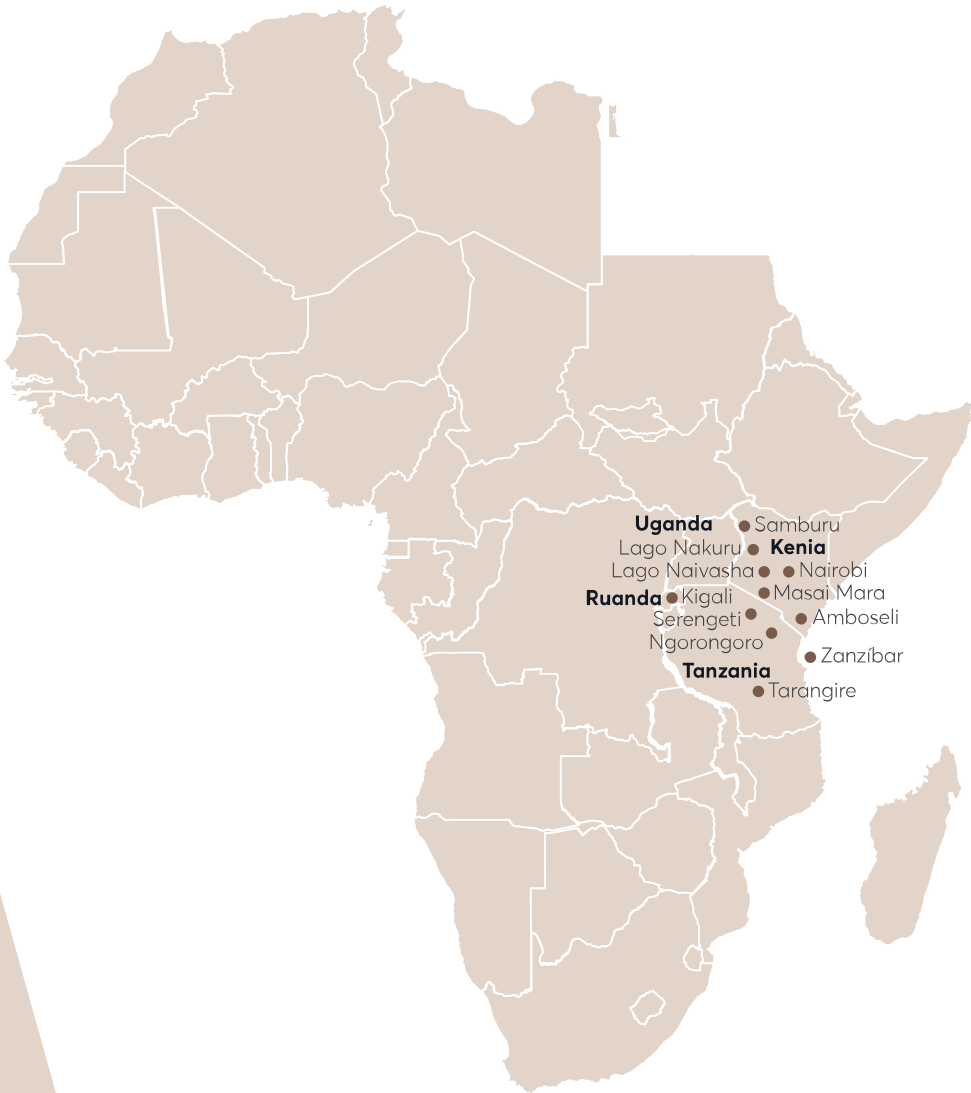 Uganda
Samburu
Lago Nakuru
Kenia
Lago Naivasha
Nairobi
Masai Mara
Ruanda
Kigali
Serengeti
Amboseli
Ngorongoro
Zanzíbar
Tanzania
Tarangire